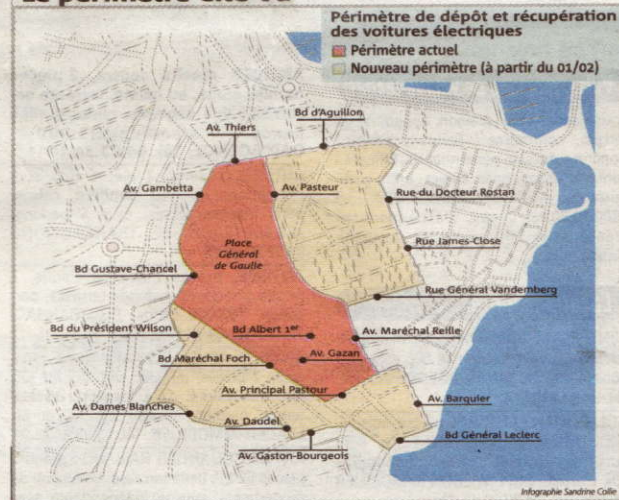 Périmètre de dépôt et récupération
des voitures électriques
Périmètre actuel
Nouveau périmètre (à partir du 01/02)
Bd d'Aguillon
Av. Thiers
Av. Gambetta
Av. Pasteur
Rue du Docteur Rostan
Place
Général
de Gaulle
Rue James-Close
Bd Gustave-Chancel
Rue Général Vandemberg
Bd du Président Wilson
Bd Albert 1er
Av. Maréchal Reille
Bd Maréchal Foch
Av. Gazan
Av. Principal Pastour
Av. Barquier
Av. Dames Blanches
Av. Daudel
Bd Général Leclerc
Av. Gaston-Bourgeois
Infographie Sandrine Colle